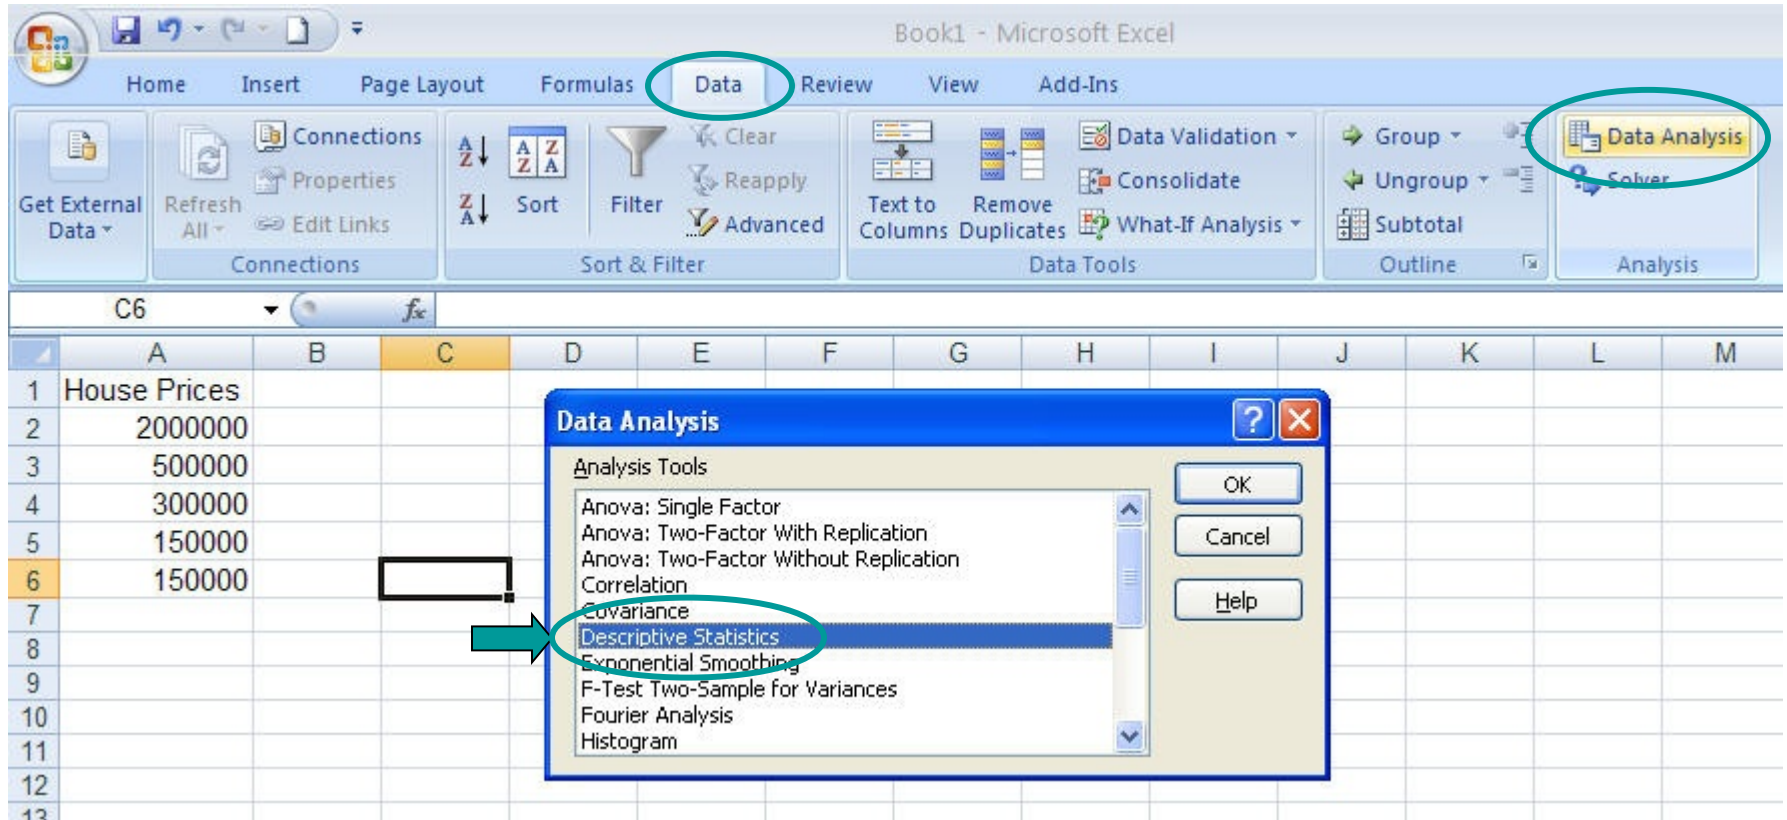 Book1 - Microsoft Excel
Home Insert Page Layout Formulas Data Review View Add-Ins
Get External Data
Refresh All
Connections
Properties
Edit Links
Connections
A Z
Z A
A Z Z A
Sort
Filter
Clear
Reapply
Advanced
Sort & Filter
Text to Columns
Remove Duplicates
Data Validation
Consolidate
What-If Analysis
Data Tools
Group
Ungroup
Subtotal
Outline
Data Analysis
Solver
Analysis
C6 fx
A B C D E F G H I J K L M
1 House Prices
2 2000000
3 500000
4 300000
5 150000
6 150000
7
8
9
10
11
12
13
Data Analysis ?
Analysis Tools
Anova: Single Factor
Anova: Two-Factor With Replication
Anova: Two-Factor Without Replication
Correlation
Covariance
Descriptive Statistics
Exponential Smoothing
F-Test Two-Sample for Variances
Fourier Analysis
Histogram
OK
Cancel
Help